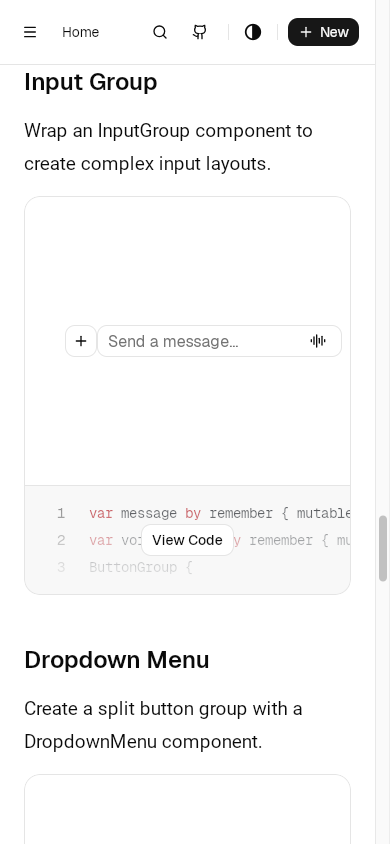 Home
New
Input Group
Wrap an InputGroup component to
create complex input layouts.
Send a message...
1 var message by remember { mutable
2 var voi y remember { mu
View Code
3 ButtonGroup {
Dropdown Menu
Create a split button group with a
DropdownMenu component.